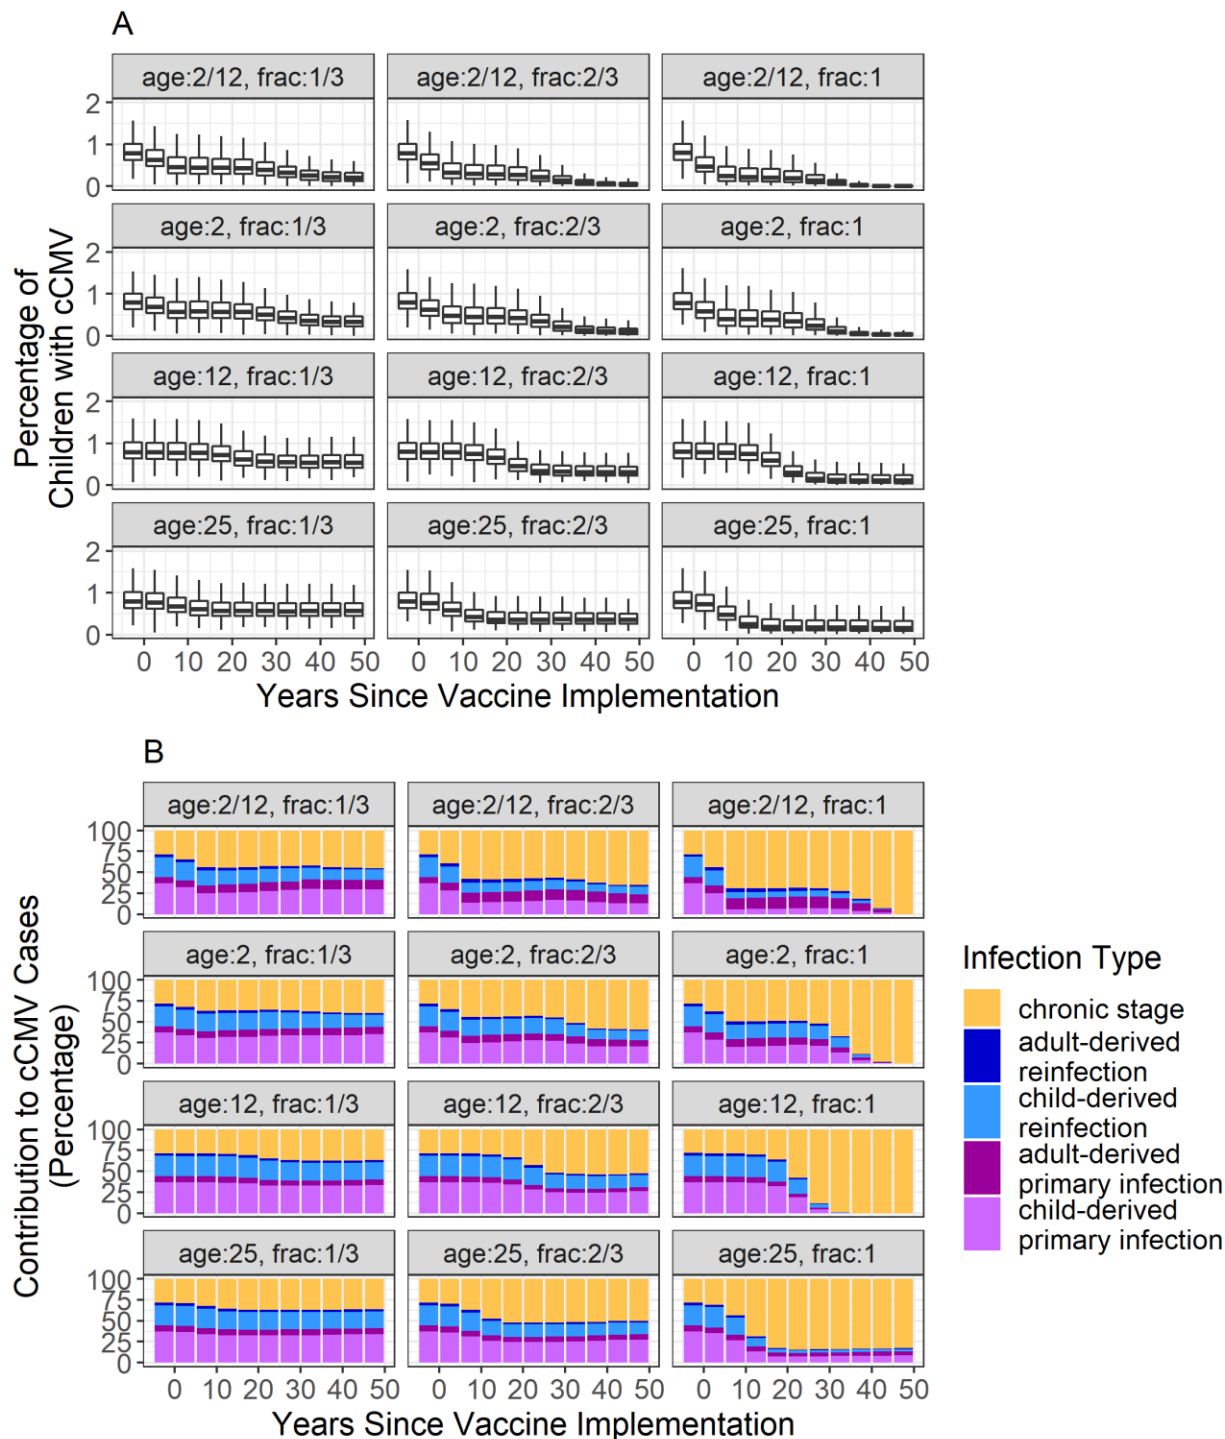 A
Percentage of
Children with cCMV
age:2/12, frac:1/3
age:2/12, frac:2/3
age:2/12, frac:1
2
1
0
age:2, frac:1/3
age:2, frac:2/3
age:2, frac:1
2
1
0
age:12, frac:1/3
age:12, frac:2/3
age:12, frac:1
2
1
0
age:25, frac:1/3
age:25, frac:2/3
age:25, frac:1
2
1
0
0 10 20 30 40 50
0 10 20 30 40 50
0 10 20 30 40 50
Years Since Vaccine Implementation
B
Contribution to cCMV Cases
(Percentage)
age:2/12, frac:1/3
age:2/12, frac:2/3
age:2/12, frac:1
100
75
50
25
0
age:2, frac:1/3
age:2, frac:2/3
age:2, frac:1
100
75
50
25
0
age:12, frac:1/3
age:12, frac:2/3
age:12, frac:1
100
75
50
25
0
age:25, frac:1/3
age:25, frac:2/3
age:25, frac:1
100
75
50
25
0
0 10 20 30 40 50
0 10 20 30 40 50
0 10 20 30 40 50
Years Since Vaccine Implementation
Infection Type
chronic stage
adult-derived
reinfection
child-derived
reinfection
adult-derived
primary infection
child-derived
primary infection